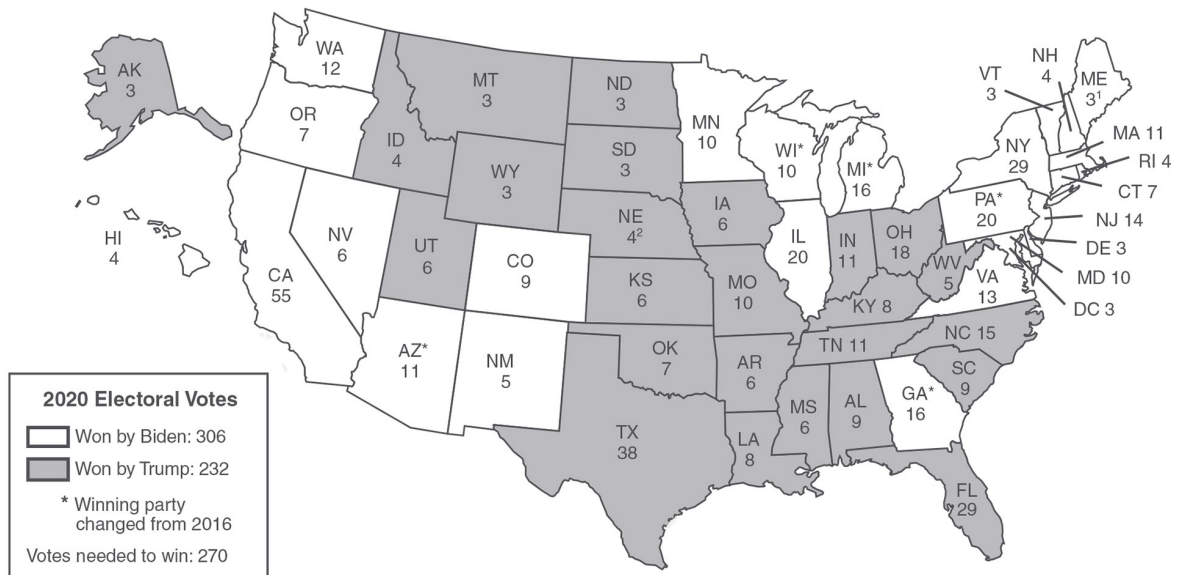 WA
12
OR
7
AK
3
HI
4
CA
55
NV
6
ID
4
MT
3
WY
3
UT
6
AZ*
11
CO
9
NM
5
ND
3
SD
3
NE
4²
KS
6
OK
7
TX
38
MN
10
IA
6
MO
10
AR
6
LA
8
WI*
10
IL
20
MI*
16
IN
11
OH
18
KY 8
TN 11
MS
6
AL
9
GA*
16
FL
29
SC
9
NC 15
WV
5
VA
13
PA*
20
NY
29
VT
3
NH
4
ME
3¹
MA 11
RI 4
CT 7
NJ 14
DE 3
MD 10
DC 3
2020 Electoral Votes
Won by Biden: 306
Won by Trump: 232
* Winning party
changed from 2016
Votes needed to win: 270